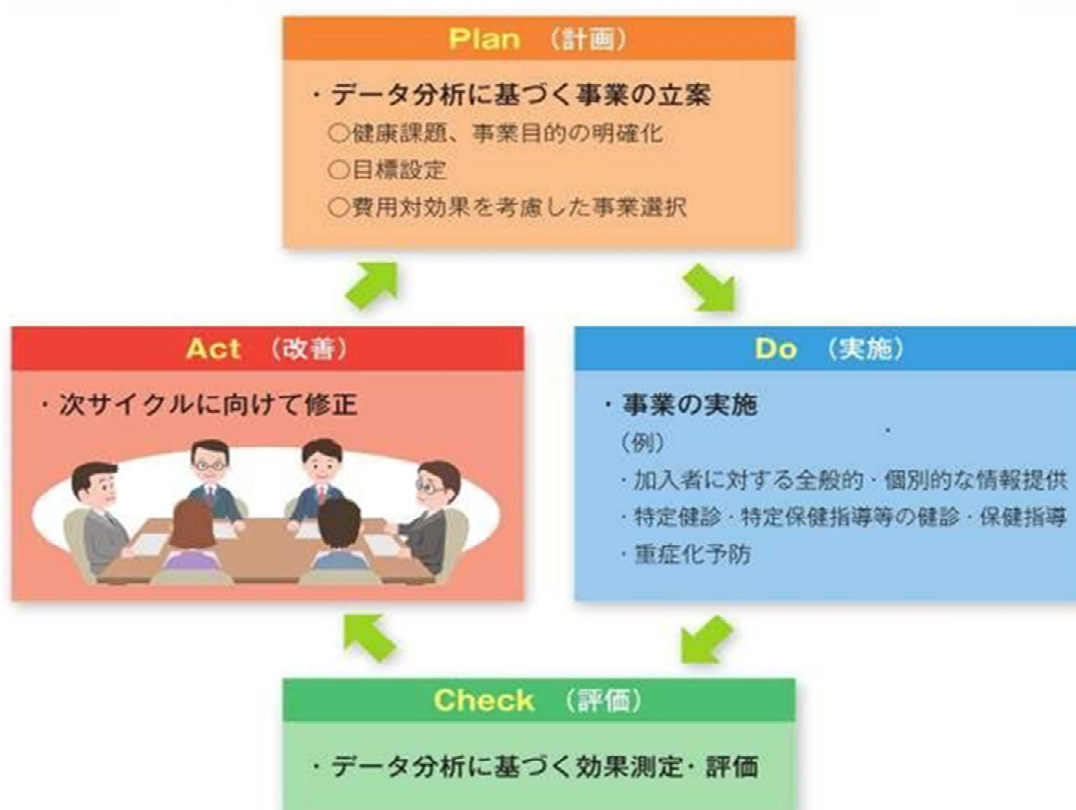 Plan （計画）
・データ分析に基づく事業の立案
○健康課題、事業目的の明確化
○目標設定
○費用対効果を考慮した事業選択
Act （改善）
・次サイクルに向けて修正
Do （実施）
・事業の実施
（例）
・加入者に対する全般的・個別的な情報提供
・特定健診・特定保健指導等の健診・保健指導
・重症化予防
Check （評価）
・データ分析に基づく効果測定・評価